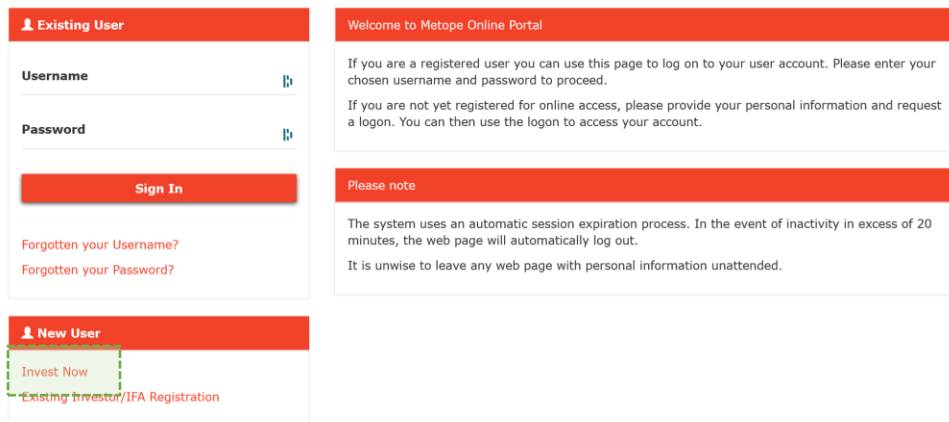 Existing User
Username
Password
Sign In
Forgotten your Username?
Forgotten your Password?
New User
Invest Now
Existing Investor/IFA Registration
Welcome to Metope Online Portal
If you are a registered user you can use this page to log on to your user account. Please enter your
chosen username and password to proceed.
If you are not yet registered for online access, please provide your personal information and request
a logon. You can then use the logon to access your account.
Please note
The system uses an automatic session expiration process. In the event of inactivity in excess of 20
minutes, the web page will automatically log out.
It is unwise to leave any web page with personal information unattended.